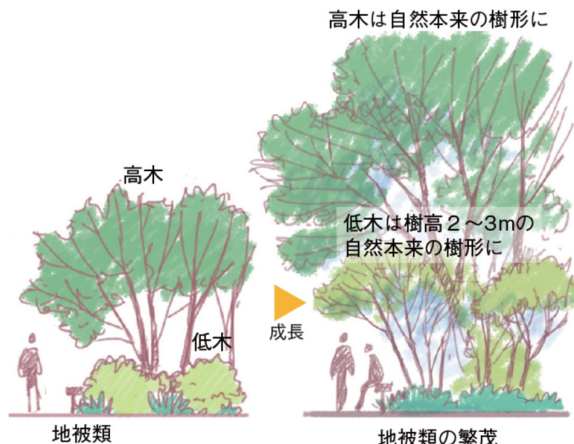 高木
低木
地被類
成長
高木は自然本来の樹形に
低木は樹高2~3mの
自然本来の樹形に
地被類の繁茂